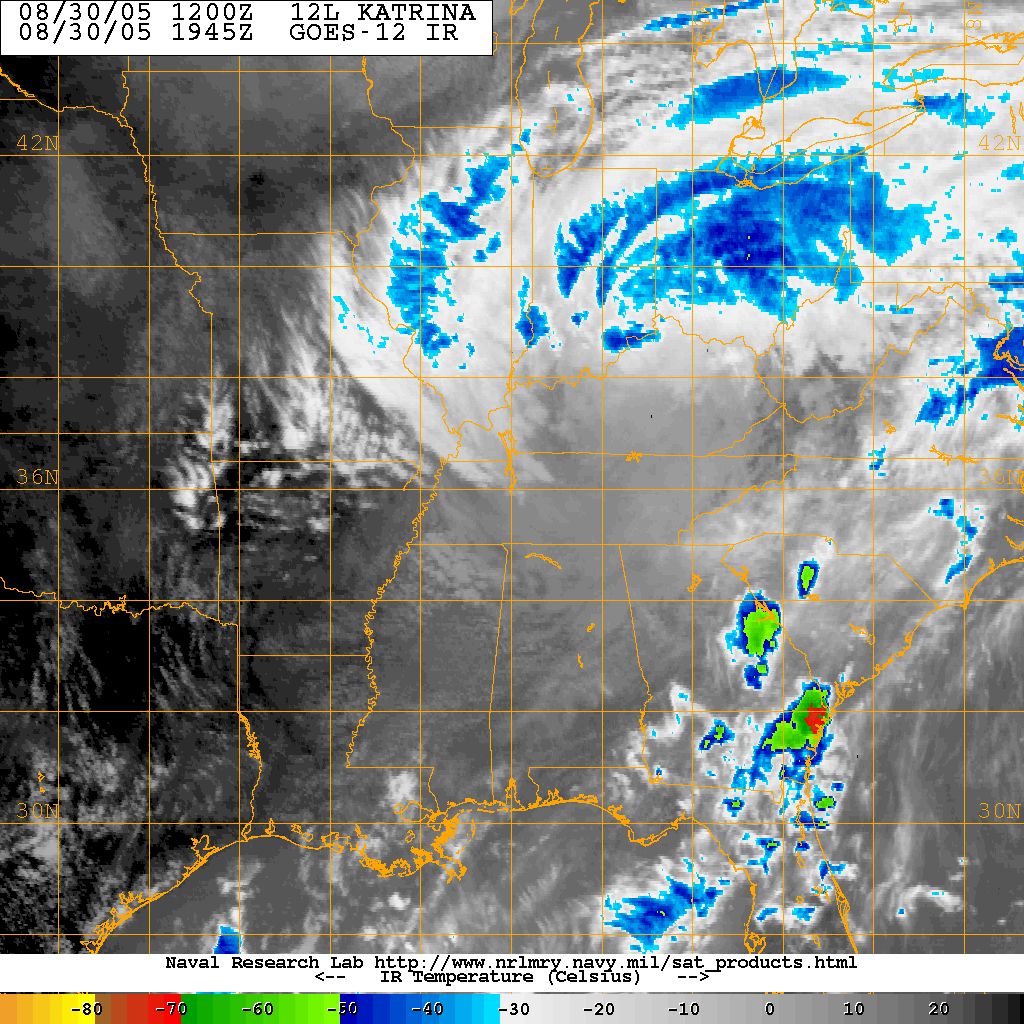 08/30/05 1200Z 12L KATRINA
08/30/05 1945Z GOES-12 IR
42N 42N
36N 36N
30N 30N
Naval Research Lab http://www.nrlmry.navy.mil/sat_products.html
<-- IR Temperature (Celsius) -->
-80 -70 -60 -50 -40 -30 -20 -10 0 10 20